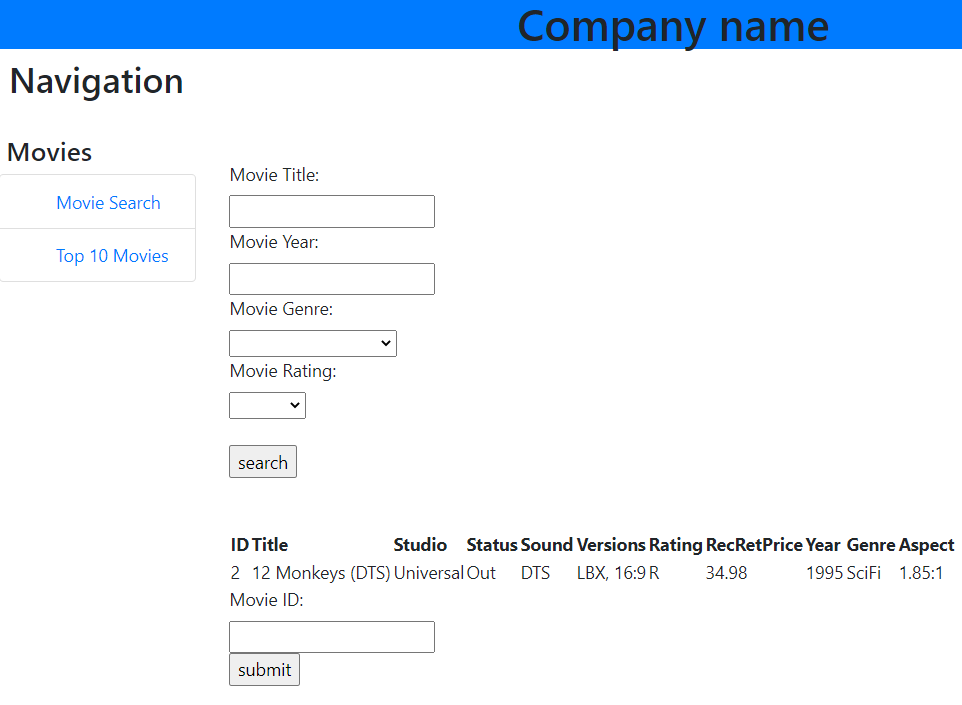 Company name
Navigation
Movies
Movie Search
Top 10 Movies
Movie Title:
Movie Year:
Movie Genre:
Movie Rating:
search
ID Title Studio Status Sound Versions Rating RecRetPrice Year Genre Aspect
2 12 Monkeys (DTS) Universal Out DTS LBX, 16:9 R 34.98 1995 SciFi 1.85:1
Movie ID:
submit